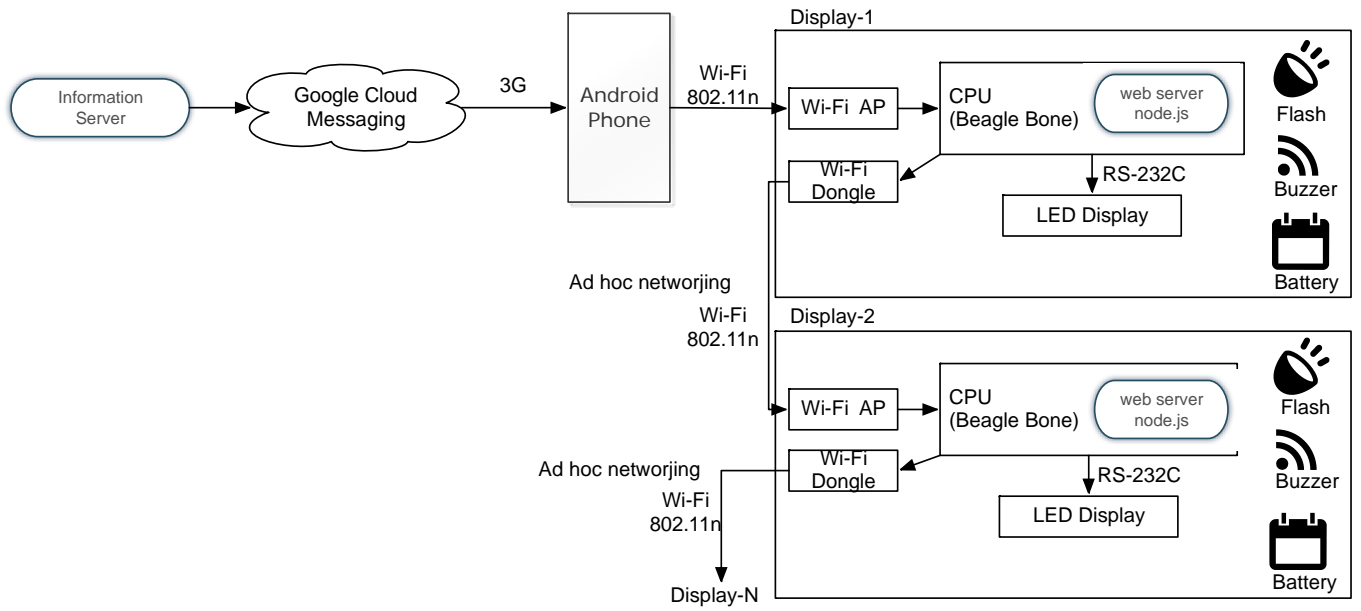 Information
Server
Google Cloud
Messaging
3G
Android
Phone
Wi-Fi
802.11n
Display-1
Wi-Fi AP
CPU
(Beagle Bone)
web server
node.js
Wi-Fi
Dongle
RS-232C
LED Display
Flash
Buzzer
Battery
Ad hoc networjing
Wi-Fi
802.11n
Display-2
Wi-Fi AP
CPU
(Beagle Bone)
web server
node.js
Wi-Fi
Dongle
RS-232C
LED Display
Flash
Buzzer
Battery
Ad hoc networjing
Wi-Fi
802.11n
Display-N